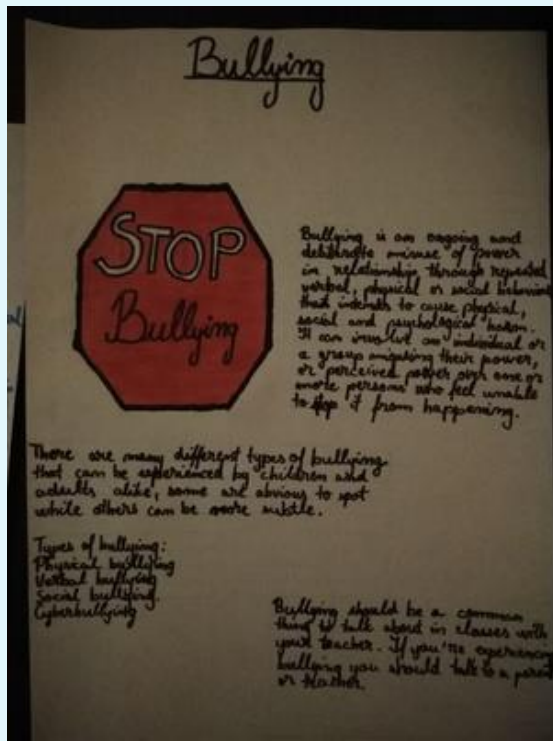 Bullying
STOP
Bullying
Bullying is an ongoing and
deliberate misuse of power
in relationship through repeated
verbal, physical or social behavior
that intends to cause physical,
social and psychological harm.
It can involve an individual or
a group misusing their power,
or perceived power over one or
more persons who feel unable
to stop it from happening.
There are many different types of bullying
that can be experienced by children and
adults alike, some are obvious to spot
while others can be more subtle.
Types of bullying:
Physical bullying
Verbal bullying
Social bullying.
Cyberbullying
Bullying should be a common
thing to talk about in classes with
your teacher. If you're experiencing
bullying you should talk to a parent
or teacher.